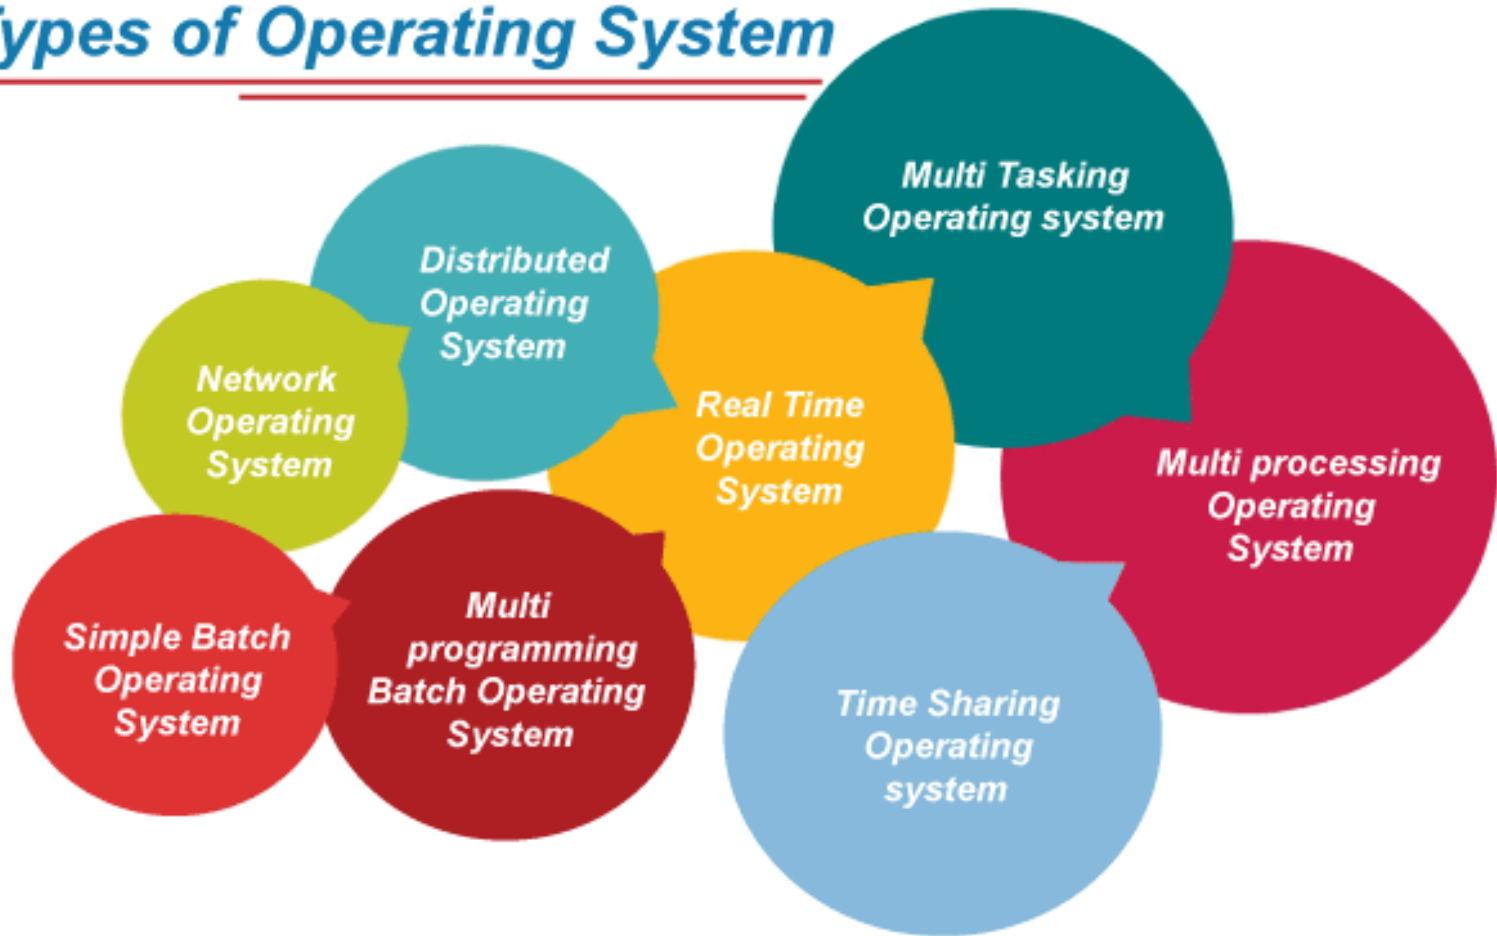 ypes of Operating System
Multi Tasking
Operating system
Distributed
Operating
System
Network
Operating
System
Real Time
Operating
System
Multi processing
Operating
System
Simple Batch
Operating
System
Multi
programming
Batch Operating
System
Time Sharing
Operating
system